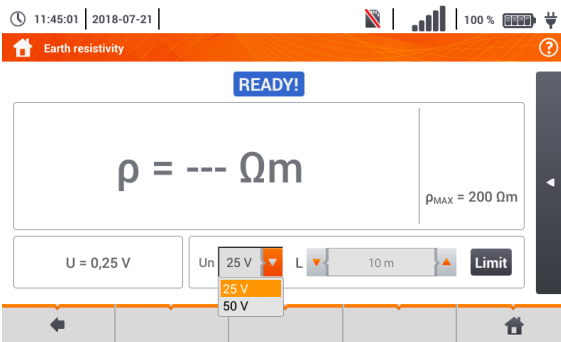 11:45:01 2018-07-21 100 %
Earth resistivity ?
READY!
ρ = --- Ωm
ρMAX = 200 Ωm
U = 0,25 V Un 25 V L 10 m Limit
25 V
50 V